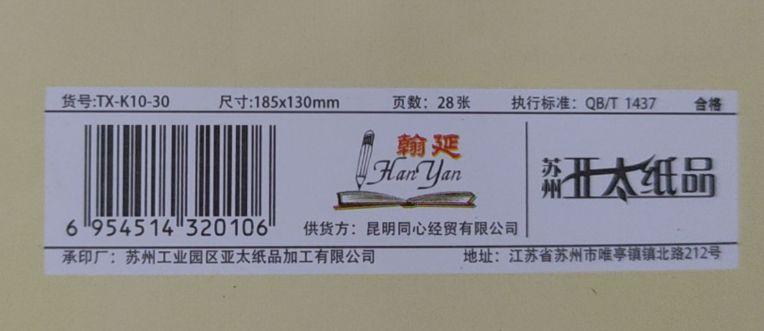 货号:TX-K10-30 尺寸:185x130mm 页数：28张 执行标准：QB/T 1437 合格
翰延
HanYan
苏州亚太纸品
6 954514 320106
供货方：昆明同心经贸有限公司
承印厂：苏州工业园区亚太纸品加工有限公司 地址：江苏省苏州市唯亭镇镇北路212号